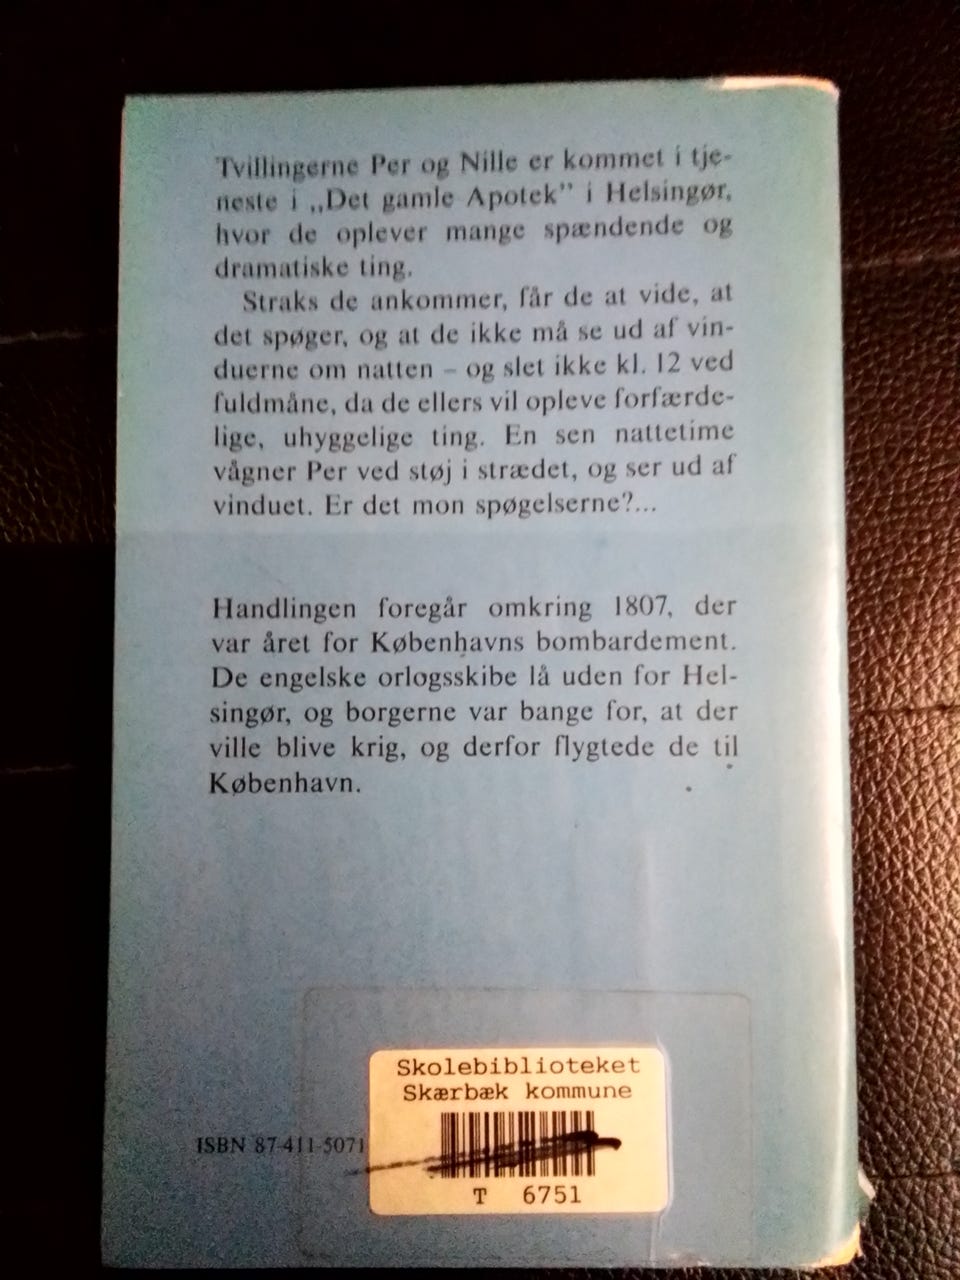 Tvillingerne Per og Nille er kommet i tje-
neste i „Det gamle Apotek” i Helsingør,
hvor de oplever mange spændende og
dramatiske ting.
Straks de ankommer, får de at vide, at
det spøger, og at de ikke må se ud af vin-
duerne om natten – og slet ikke kl. 12 ved
fuldmåne, da de ellers vil opleve forfærde-
lige, uhyggelige ting. En sen nattetime
vågner Per ved støj i strædet, og ser ud af
vinduet. Er det mon spøgelserne?...
Handlingen foregår omkring 1807, der
var året for Københavns bombardement.
De engelske orlogsskibe lå uden for Hel-
singør, og borgerne var bange for, at der
ville blive krig, og derfor flygtede de til
København.
Skolebiblioteket
Skærbæk kommune
ISBN 87-411-5071
T 6751